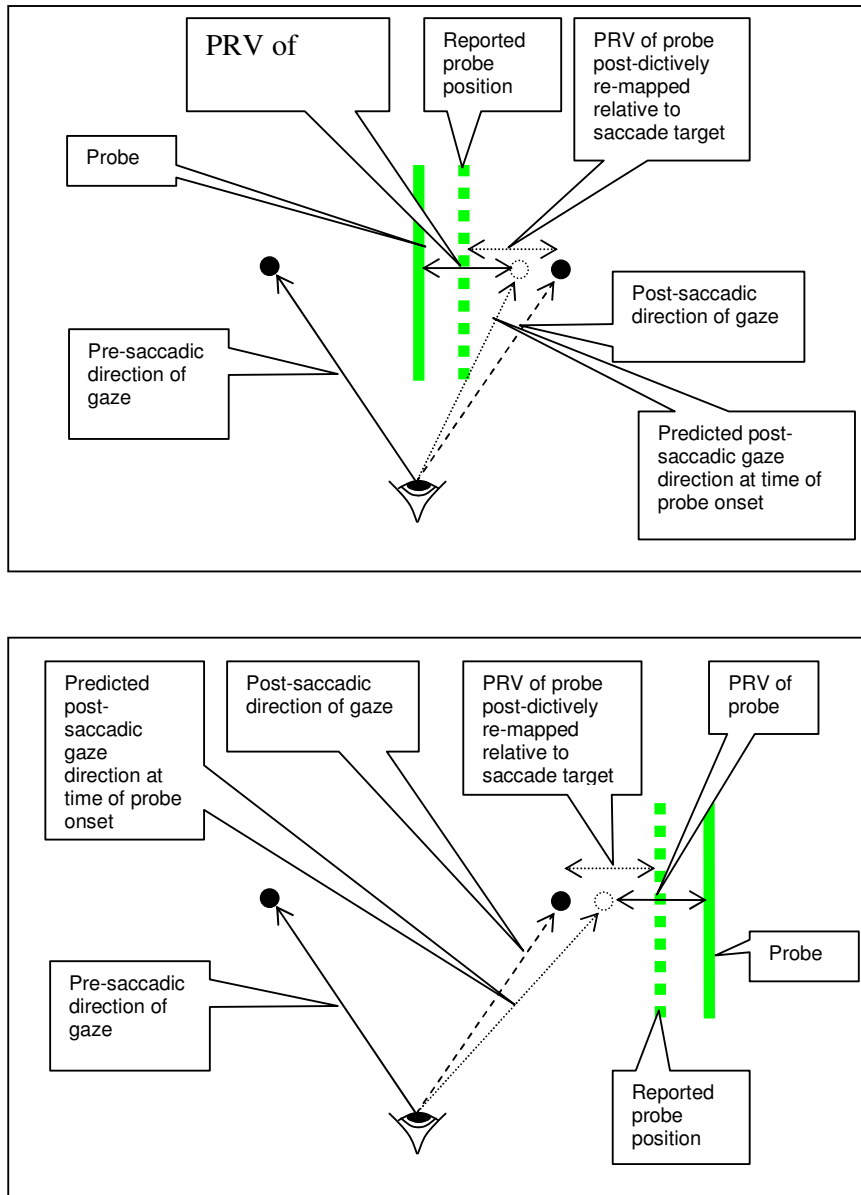 PRV of
Reported
probe
position
PRV of probe
post-dictively
re-mapped
relative to
saccade target
Probe
Pre-saccadic
direction of
gaze
Post-saccadic
direction of gaze
Predicted post-
saccadic gaze
direction at time of
probe onset
Predicted
post-
saccadic
gaze
direction at
time of probe
onset
Post-saccadic
direction of gaze
PRV of probe
post-dictively
re-mapped
relative to
saccade target
PRV of
probe
Pre-saccadic
direction of
gaze
Probe
Reported
probe
position